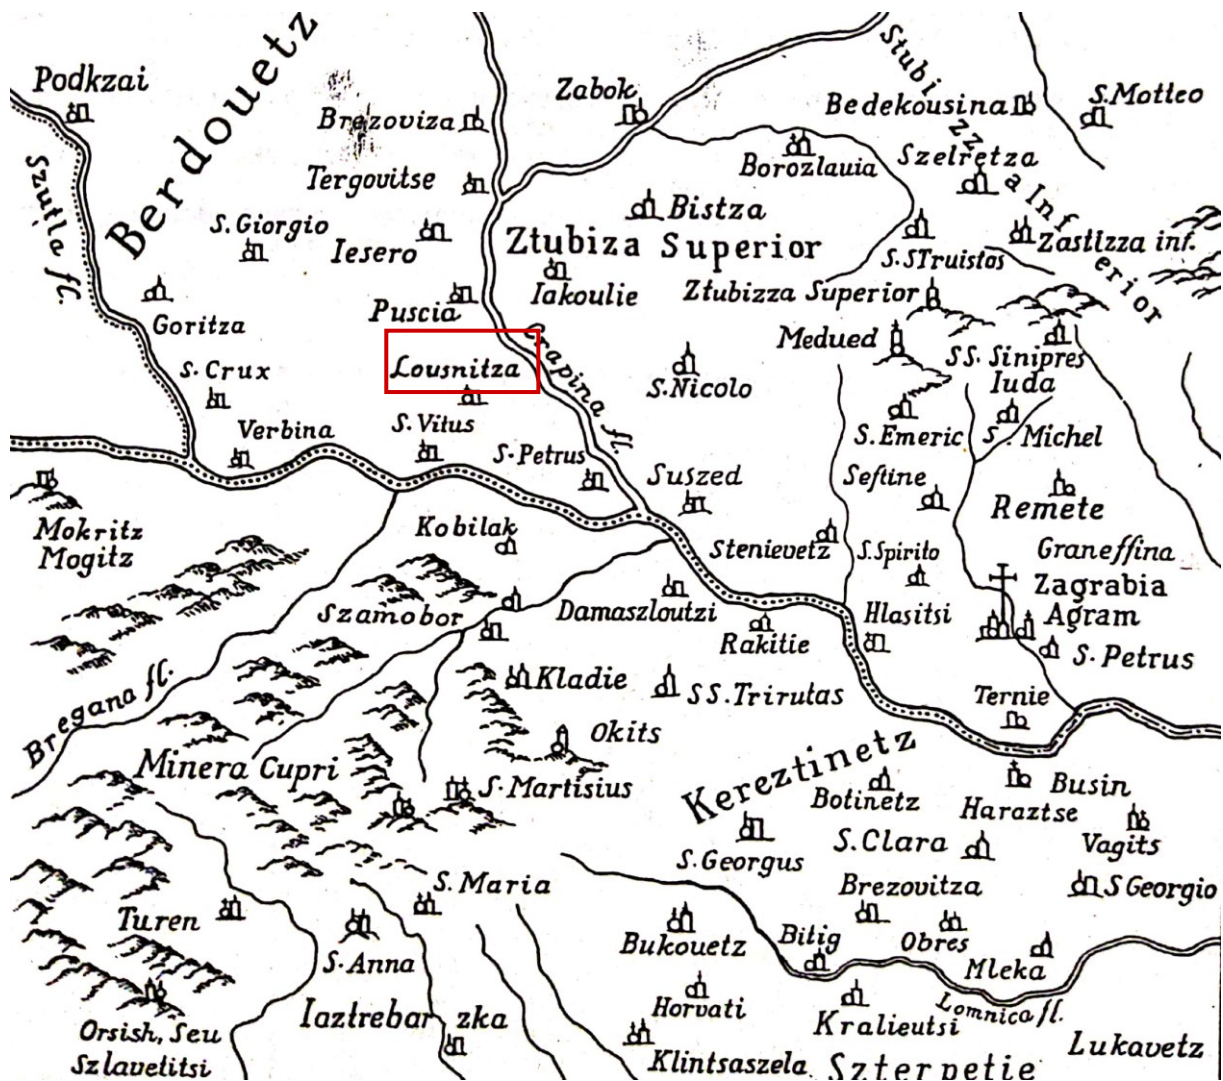 Podkzai
Berdouetz
Zabok
Stubizza Inferior
Bedekousina
S.Motteo
Brezoviza
Borozlavia
Szelretza
Tergovitse
Szutla fl.
S.Giorgio
Iesero
Bistza
Ztubiza Superior
S.STruistos
Zastizza inf.
Iakoulie
Ztubizza Superior
Puscia
Goritza
Crapina fl.
Medued
SS. Sinipres
Iuda
Lousnitza
S. Crux
S.Nicolo
S.Vitus
Verbina
S.Emeric
S. Michel
S.Petrus
Suszed
Seftine
Remete
Mokritz
Mogitz
Kobilak
Stenievetz
S.Spirito
Graneffina
Zagrabia
Agram
Szamobor
Damaszloutzi
Hlasitsi
Rakitie
S. Petrus
Kladie
SS.Trirutas
Ternie
Bregana fl.
Okits
Minera Cupri
S.Martisius
Kereztinetz
Botinetz
Busin
Haraztse
S.Georgus
S.Clara
Vagits
S.Maria
Brezovitza
S Georgio
Turen
Bukouetz
Bitig
Obres
S.Anna
Mleka
Horvati
Lomnica fl.
Iaztrebar zka
Kralieutsi
Orsish, Seu
Szlavetitsi
Klintsaszela
Szterpetie
Lukavetz